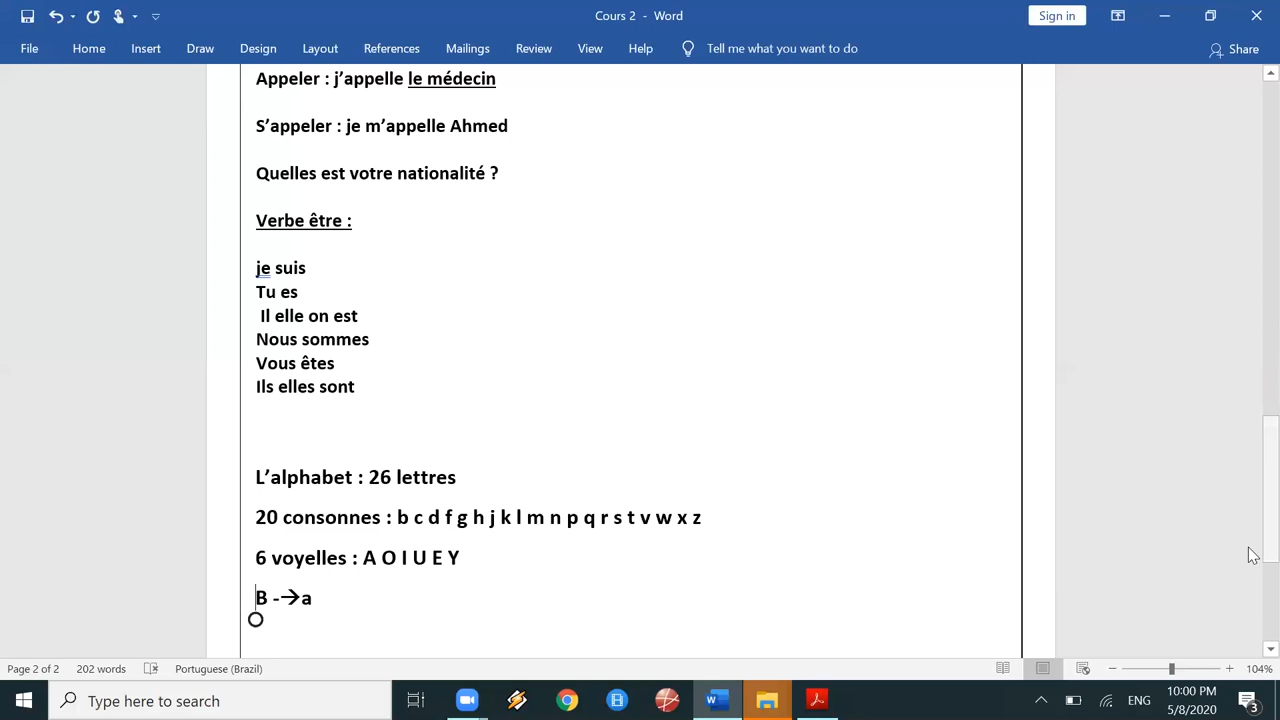 Cours 2 - Word
Sign in
File Home Insert Draw Design Layout References Mailings Review View Help Tell me what you want to do Share
Appeler : j’appelle le médecin
S’appeler : je m’appelle Ahmed
Quelles est votre nationalité ?
Verbe être :
je suis
Tu es
Il elle on est
Nous sommes
Vous êtes
Ils elles sont
L’alphabet : 26 lettres
20 consonnes : b c d f g h j k l m n p q r s t v w x z
6 voyelles : A O I U E Y
B -→a
Page 2 of 2 202 words Portuguese (Brazil) 104%
Type here to search
ENG
10:00 PM
5/8/2020
3